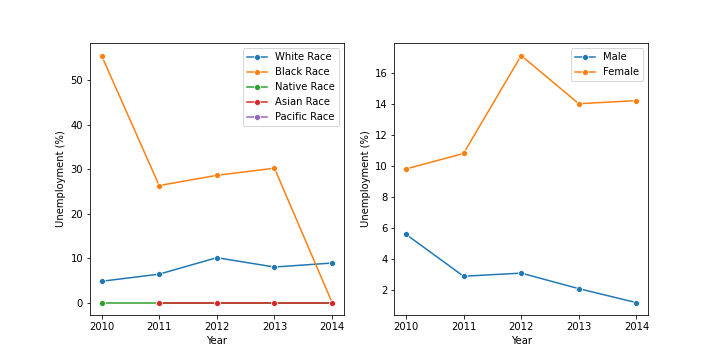 White Race
Black Race
Native Race
Asian Race
Pacific Race
Unemployment (%)
50
40
30
20
10
0
2010 2011 2012 2013 2014
Year
Male
Female
Unemployment (%)
16
14
12
10
8
6
4
2
2010 2011 2012 2013 2014
Year